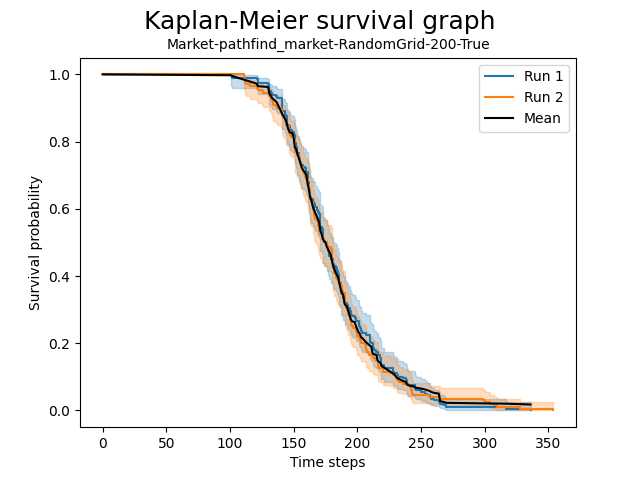 Kaplan-Meier survival graph
Market-pathfind_market-RandomGrid-200-True
Run 1
Run 2
Mean
Survival probability
1.0
0.8
0.6
0.4
0.2
0.0
0 50 100 150 200 250 300 350
Time steps